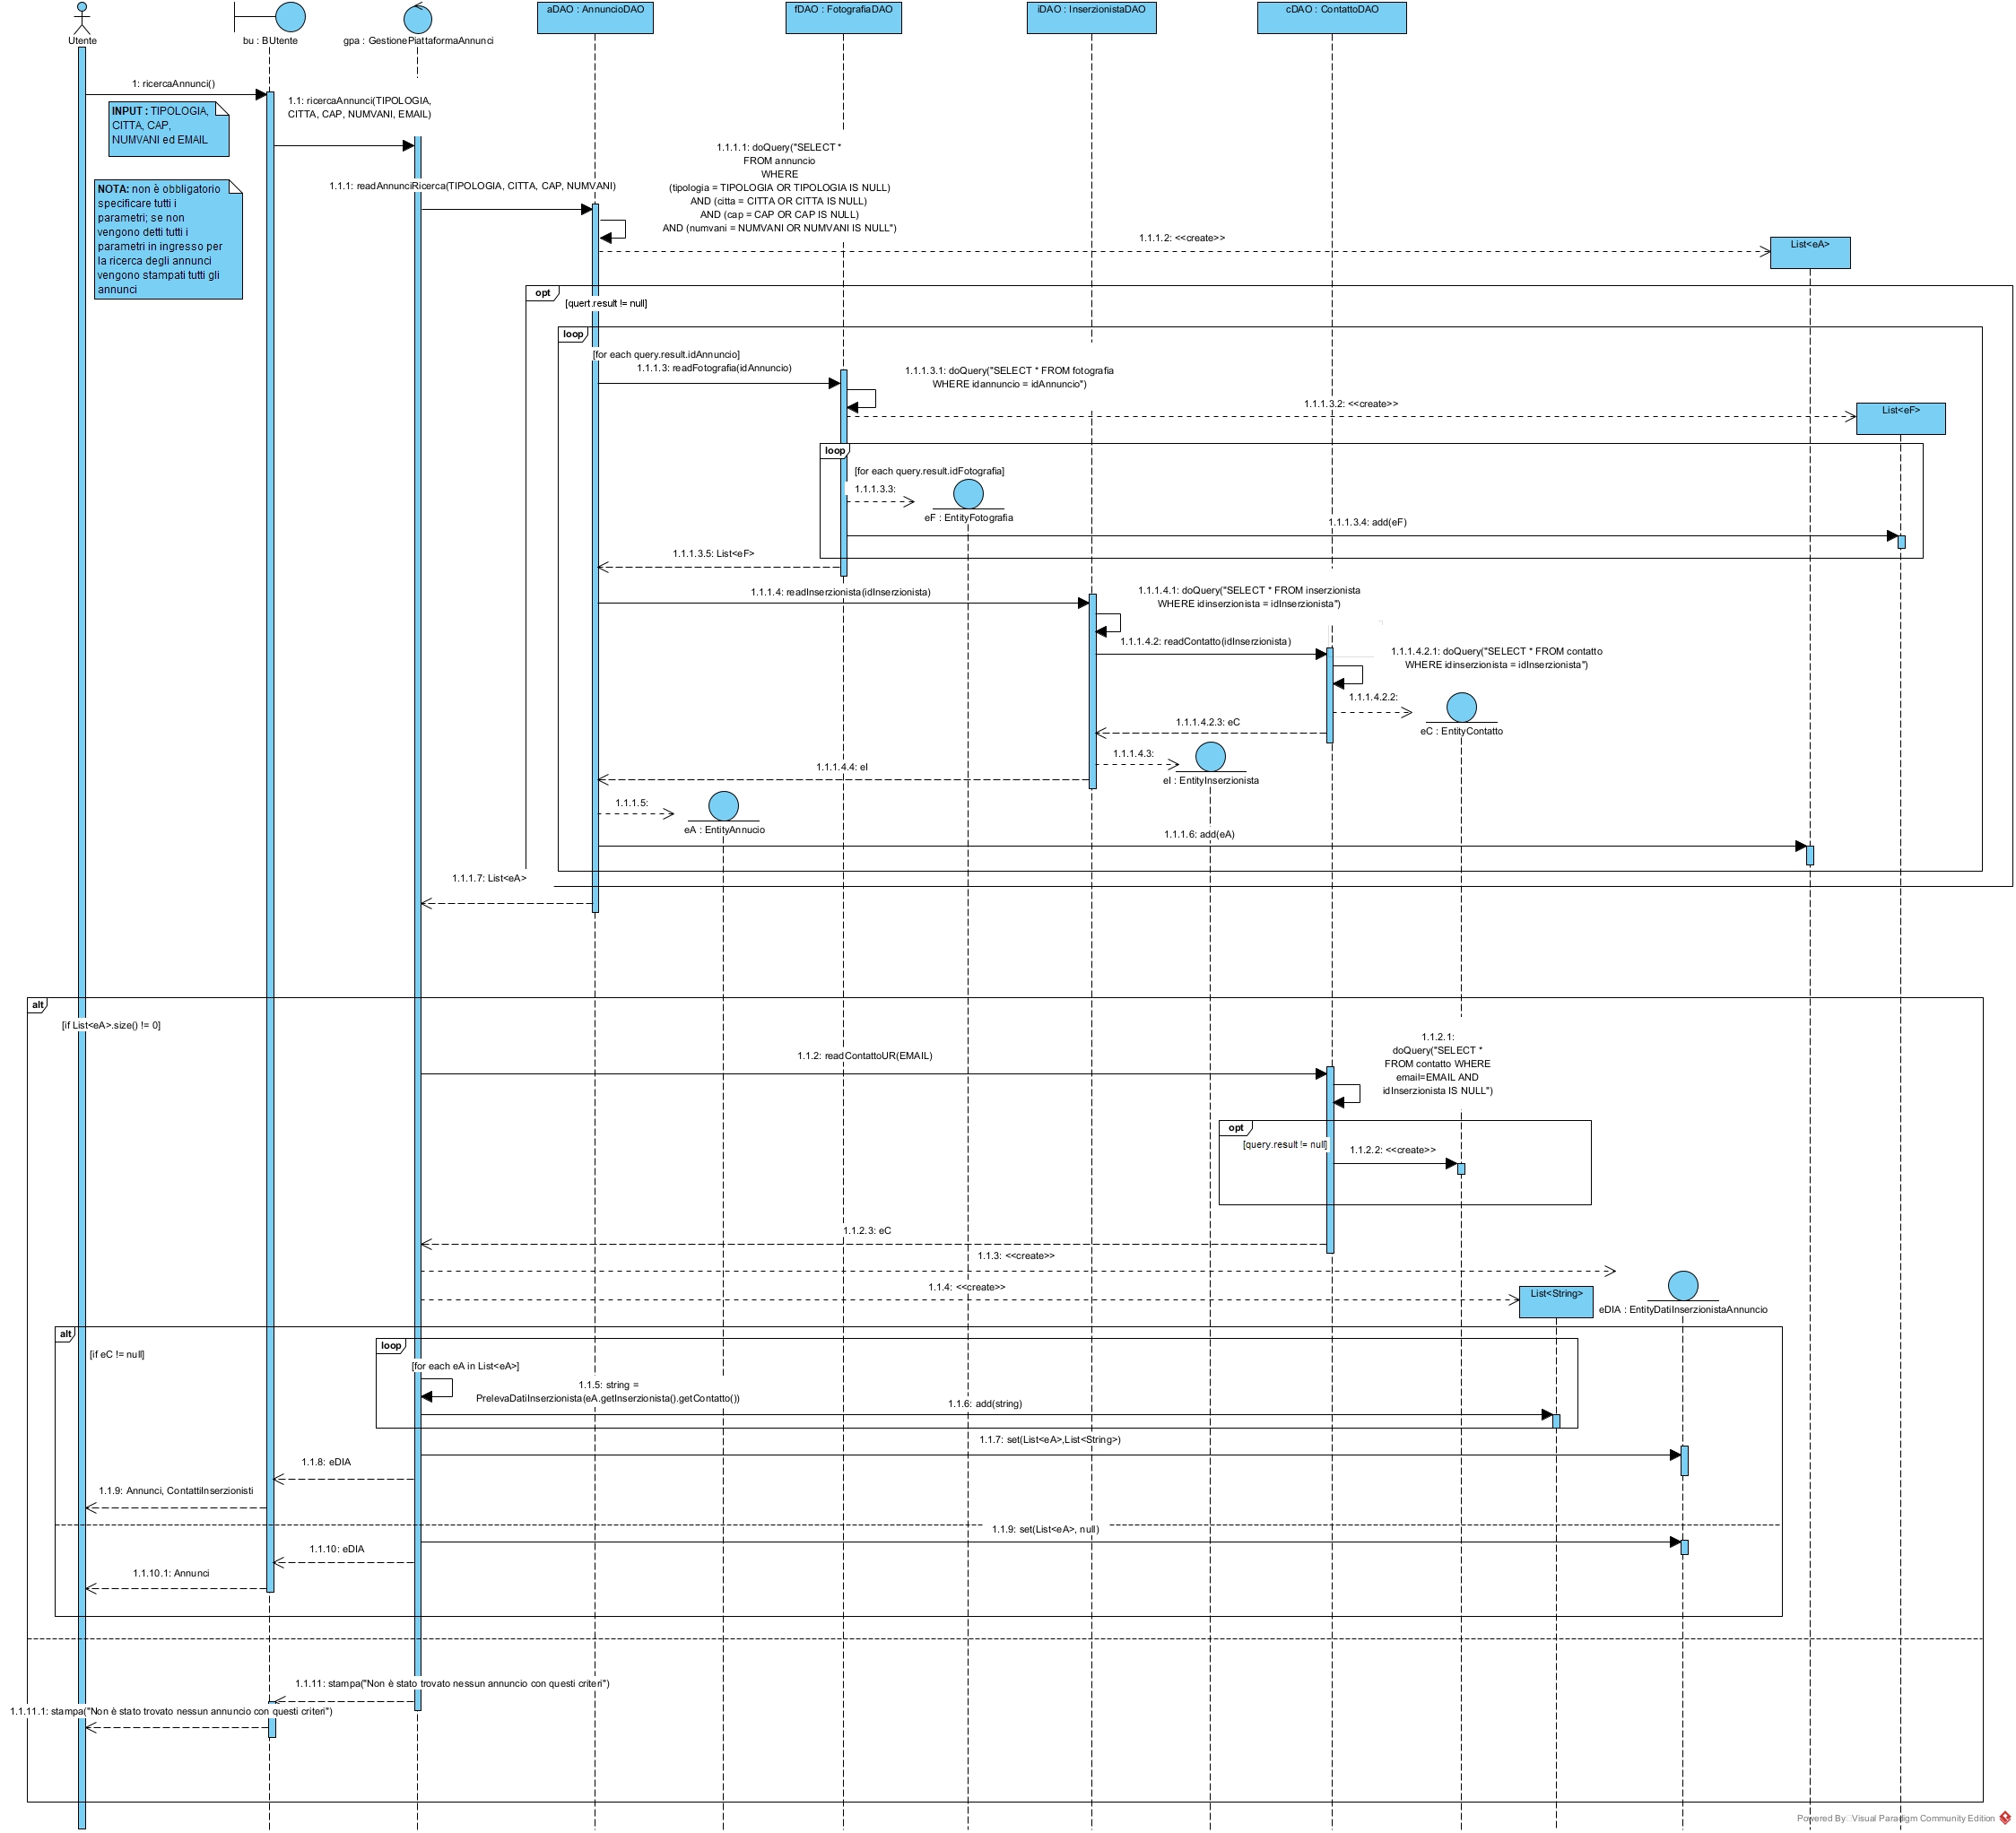 Utente
bu : BUtente
gpa : GestionePiattaformaAnnunci
aDAO : AnnuncioDAO
fDAO : FotografiaDAO
iDAO : InserzionistaDAO
cDAO : ContattoDAO
1: ricercaAnnunci()
INPUT : TIPOLOGIA,
CITTA, CAP,
NUMVANI ed EMAIL
1.1: ricercaAnnunci(TIPOLOGIA,
CITTA, CAP, NUMVANI, EMAIL)
NOTA: non è obbligatorio
specificare tutti i
parametri; se non
vengono detti tutti i
parametri in ingresso per
la ricerca degli annunci
vengono stampati tutti gli
annunci
1.1.1: readAnnunciRicerca(TIPOLOGIA, CITTA, CAP, NUMVANI)
1.1.1.1: doQuery("SELECT *
FROM annuncio
WHERE
(tipologia = TIPOLOGIA OR TIPOLOGIA IS NULL)
AND (citta = CITTA OR CITTA IS NULL)
AND (cap = CAP OR CAP IS NULL)
AND (numvani = NUMVANI OR NUMVANI IS NULL")
1.1.1.2: <<create>>
List<eA>
opt
[quert.result != null]
loop
[for each query.result.idAnnuncio]
1.1.1.3: readFotografia(idAnnuncio)
1.1.1.3.1: doQuery("SELECT * FROM fotografia
WHERE idannuncio = idAnnuncio")
1.1.1.3.2: <<create>>
List<eF>
loop
[for each query.result.idFotografia]
1.1.1.3.3:
eF : EntityFotografia
1.1.1.3.4: add(eF)
1.1.1.3.5: List<eF>
1.1.1.4: readInserzionista(idInserzionista)
1.1.1.4.1: doQuery("SELECT * FROM inserzionista
WHERE idinserzionista = idInserzionista")
1.1.1.4.2: readContatto(idInserzionista)
1.1.1.4.2.1: doQuery("SELECT * FROM contatto
WHERE idinserzionista = idInserzionista")
1.1.1.4.2.2:
eC : EntityContatto
1.1.1.4.2.3: eC
1.1.1.4.3:
eI : EntityInserzionista
1.1.1.4.4: eI
1.1.1.5:
eA : EntityAnnucio
1.1.1.6: add(eA)
1.1.1.7: List<eA>
alt
[if List<eA>.size() != 0]
1.1.2: readContattoUR(EMAIL)
1.1.2.1:
doQuery("SELECT *
FROM contatto WHERE
email=EMAIL AND
idInserzionista IS NULL")
opt
[query.result != null]
1.1.2.2: <<create>>
1.1.2.3: eC
1.1.3: <<create>>
1.1.4: <<create>>
List<String>
eDIA : EntityDatiInserzionistaAnnuncio
alt
[if eC != null]
loop
[for each eA in List<eA>]
1.1.5: string =
PrelevaDatiInserzionista(eA.getInserzionista().getContatto())
1.1.6: add(string)
1.1.7: set(List<eA>,List<String>)
1.1.8: eDIA
1.1.9: Annunci, ContattiInserzionisti
1.1.9: set(List<eA>, null)
1.1.10: eDIA
1.1.10.1: Annunci
1.1.11: stampa("Non è stato trovato nessun annuncio con questi criteri")
1.1.11.1: stampa("Non è stato trovato nessun annuncio con questi criteri")
Powered By Visual Paradigm Community Edition